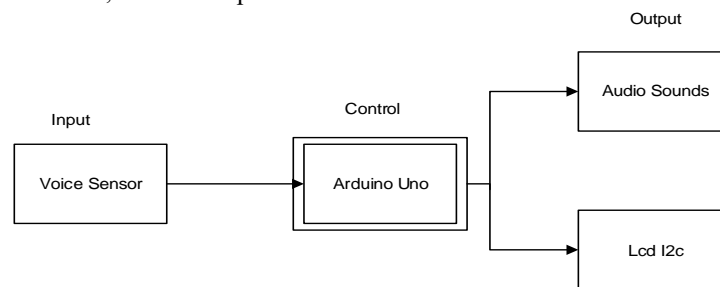 Output
Audio Sounds
Control
Input
Voice Sensor
Arduino Uno
Lcd I2c